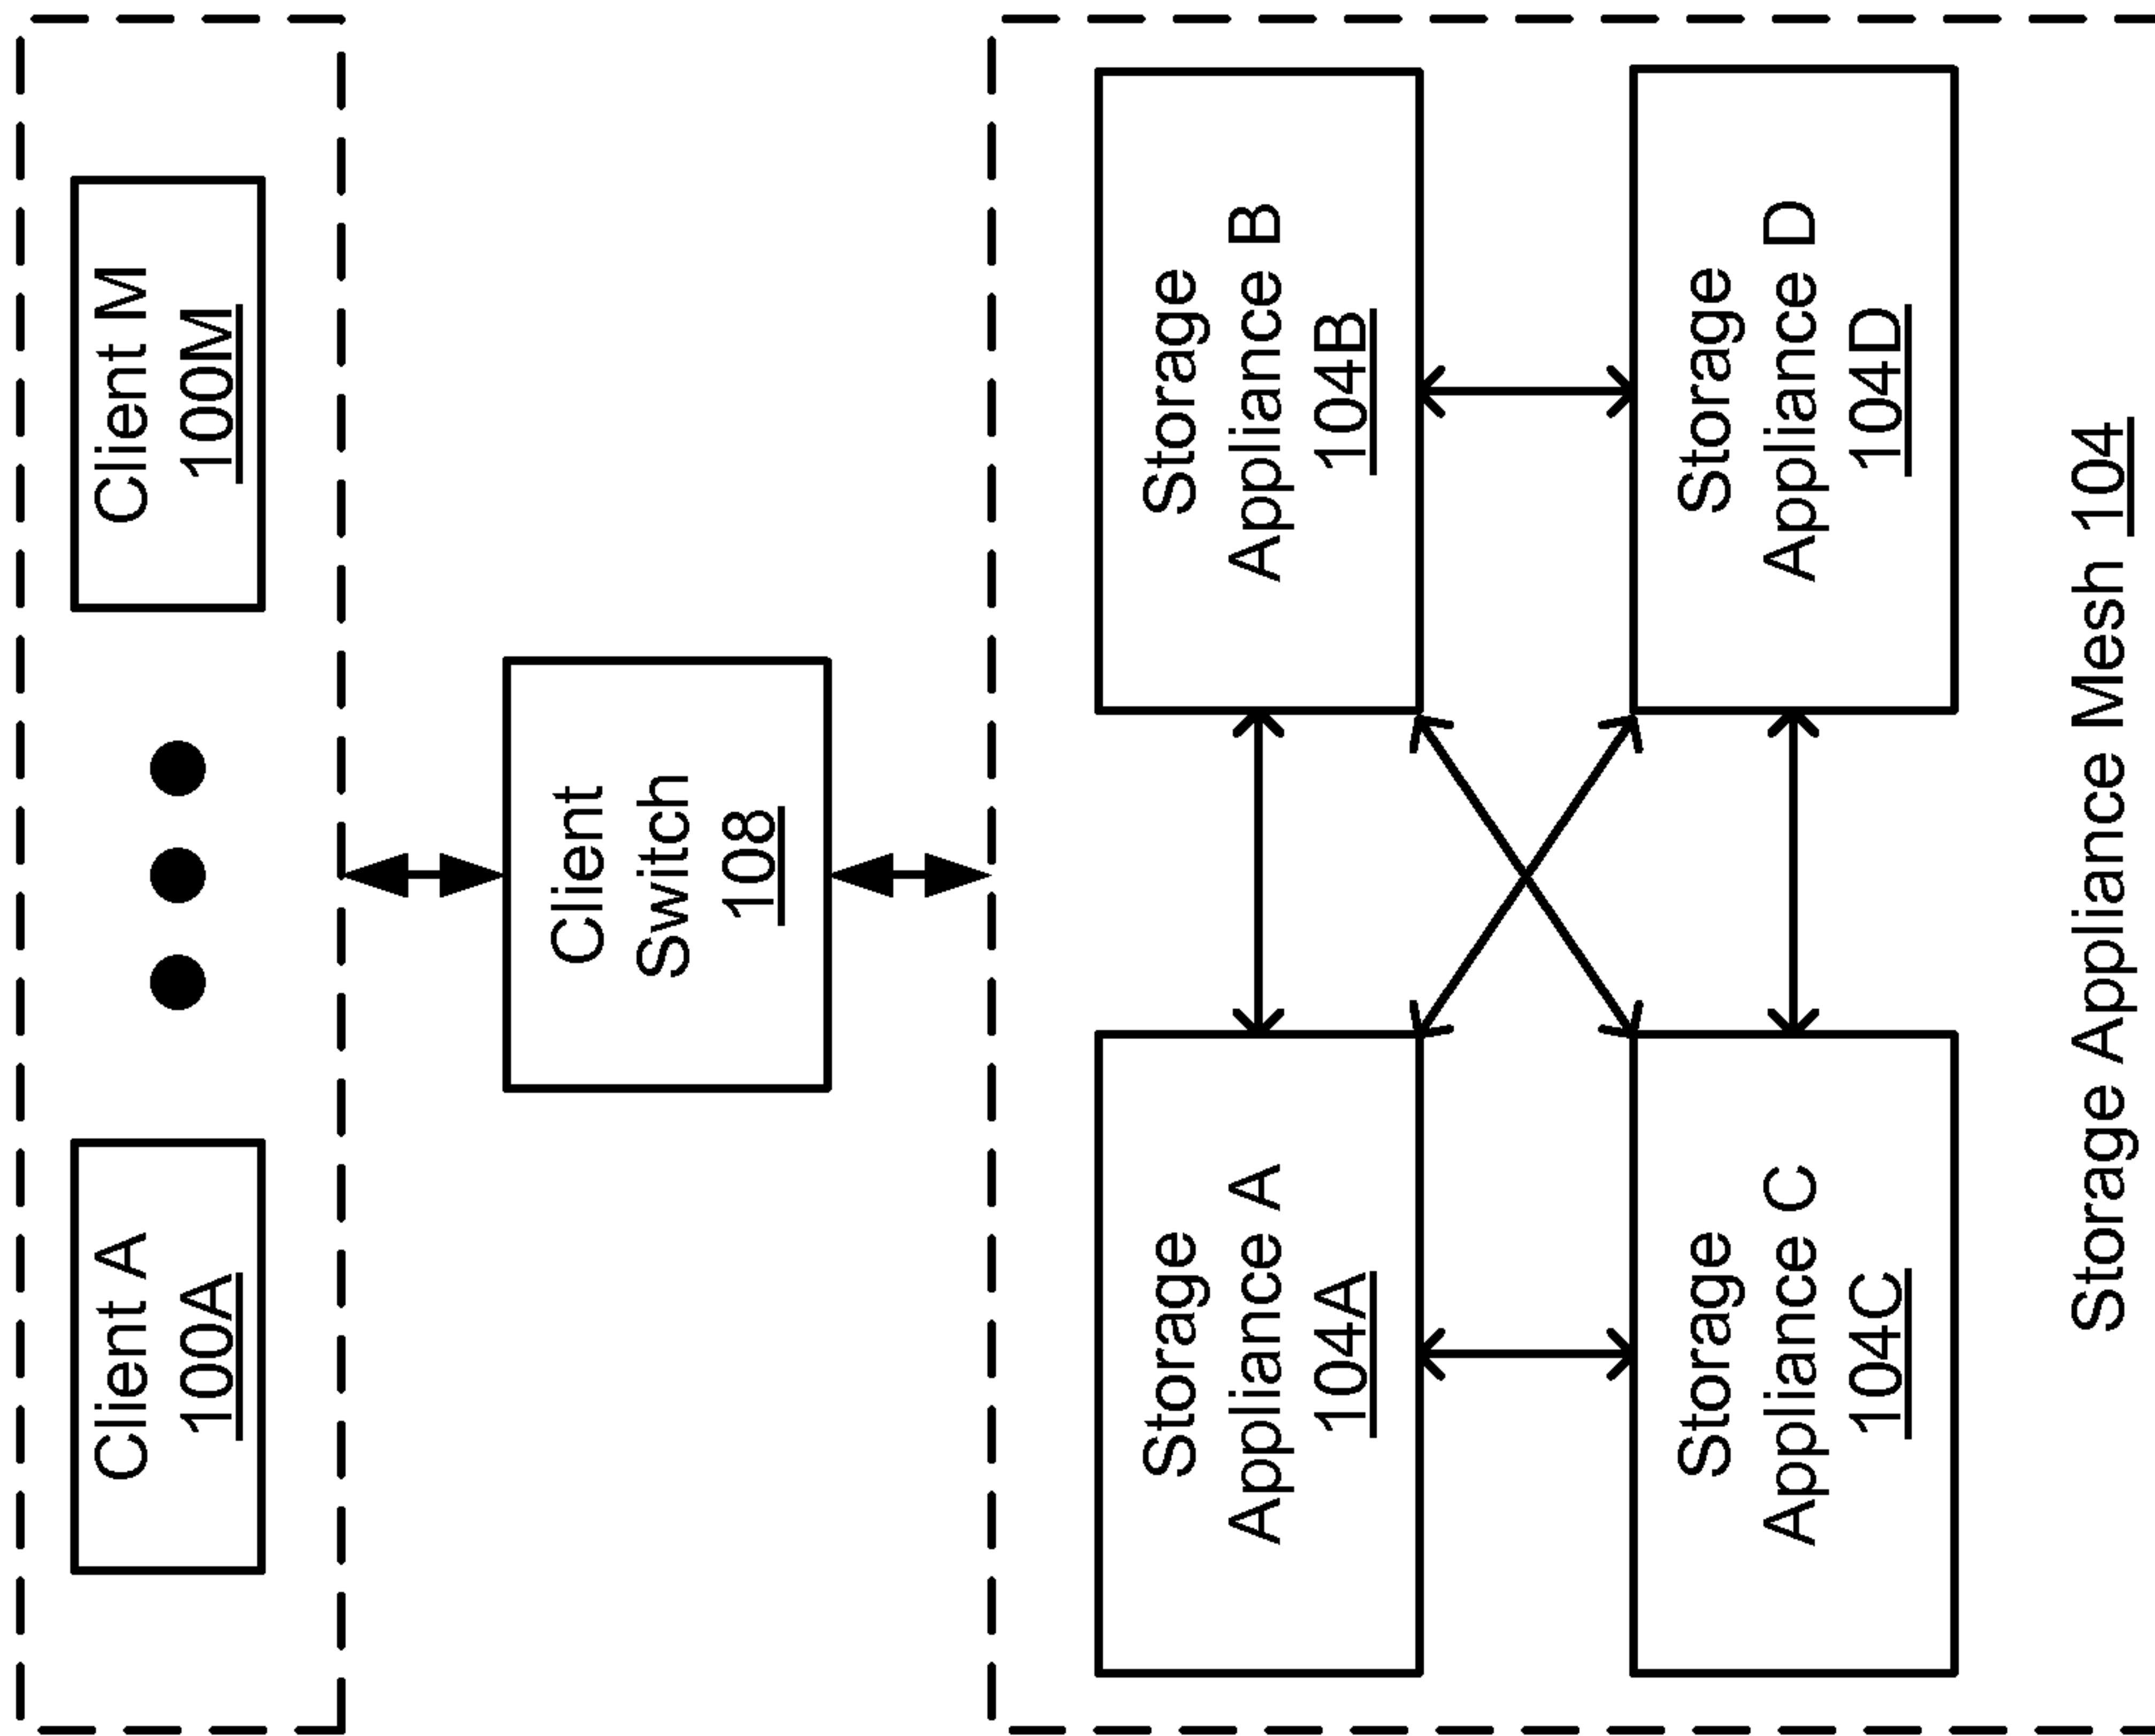 Client A
100A
Client M
100M
Client
Switch
108
Storage
Appliance A
104A
Storage
Appliance B
104B
Storage
Appliance C
104C
Storage
Appliance D
104D
Storage Appliance Mesh 104